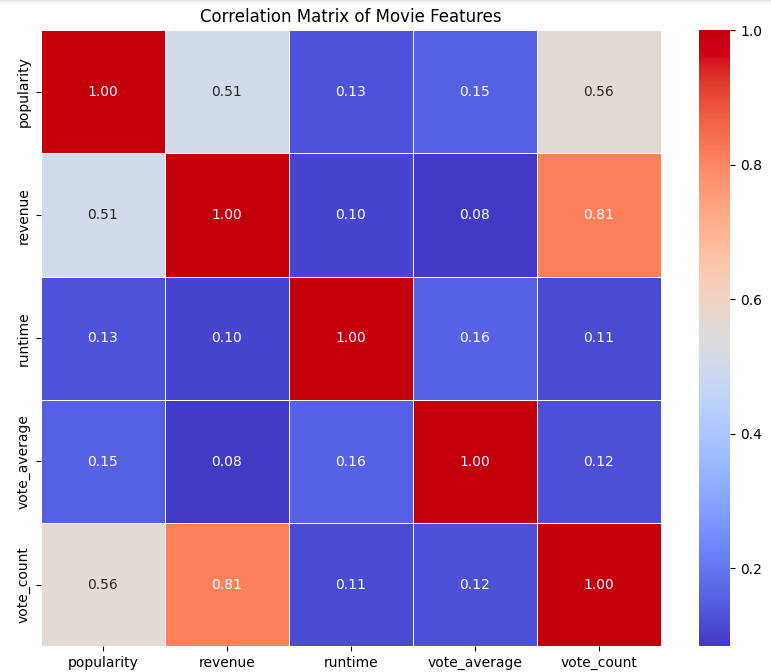 Correlation Matrix of Movie Features
popularity
1.00 0.51 0.13 0.15 0.56
revenue
0.51 1.00 0.10 0.08 0.81
runtime
0.13 0.10 1.00 0.16 0.11
vote_average
0.15 0.08 0.16 1.00 0.12
vote_count
0.56 0.81 0.11 0.12 1.00
popularity revenue runtime vote_average vote_count
1.0
0.8
0.6
0.4
0.2